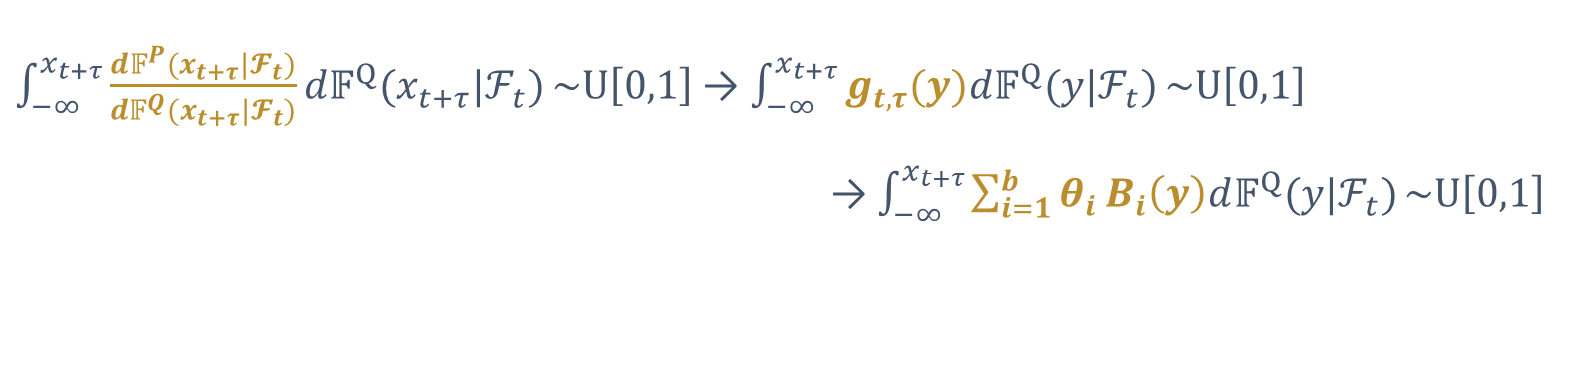 ∫_{−∞}^{x_{t+τ}} \frac{d𝔽^P(x_{t+τ}|ℱ_t)}{d𝔽^Q(x_{t+τ}|ℱ_t)} d𝔽^Q(x_{t+τ}|ℱ_t) ~U[0,1] → ∫_{−∞}^{x_{t+τ}} g_{t,τ}(y)d𝔽^Q(y|ℱ_t) ~U[0,1]
→ ∫_{−∞}^{x_{t+τ}} ∑_{i=1}^{b} θ_i B_i(y)d𝔽^Q(y|ℱ_t) ~U[0,1]